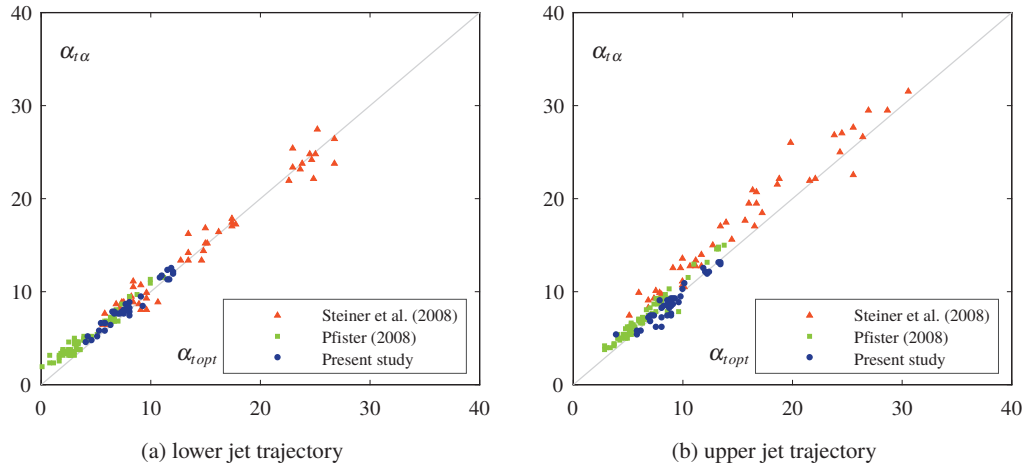 40
30
20
10
0
α_{tα}
α_{topt}
Steiner et al. (2008)
Pfister (2008)
Present study
0 10 20 30 40
(a) lower jet trajectory
40
30
20
10
0
α_{tα}
α_{topt}
Steiner et al. (2008)
Pfister (2008)
Present study
0 10 20 30 40
(b) upper jet trajectory